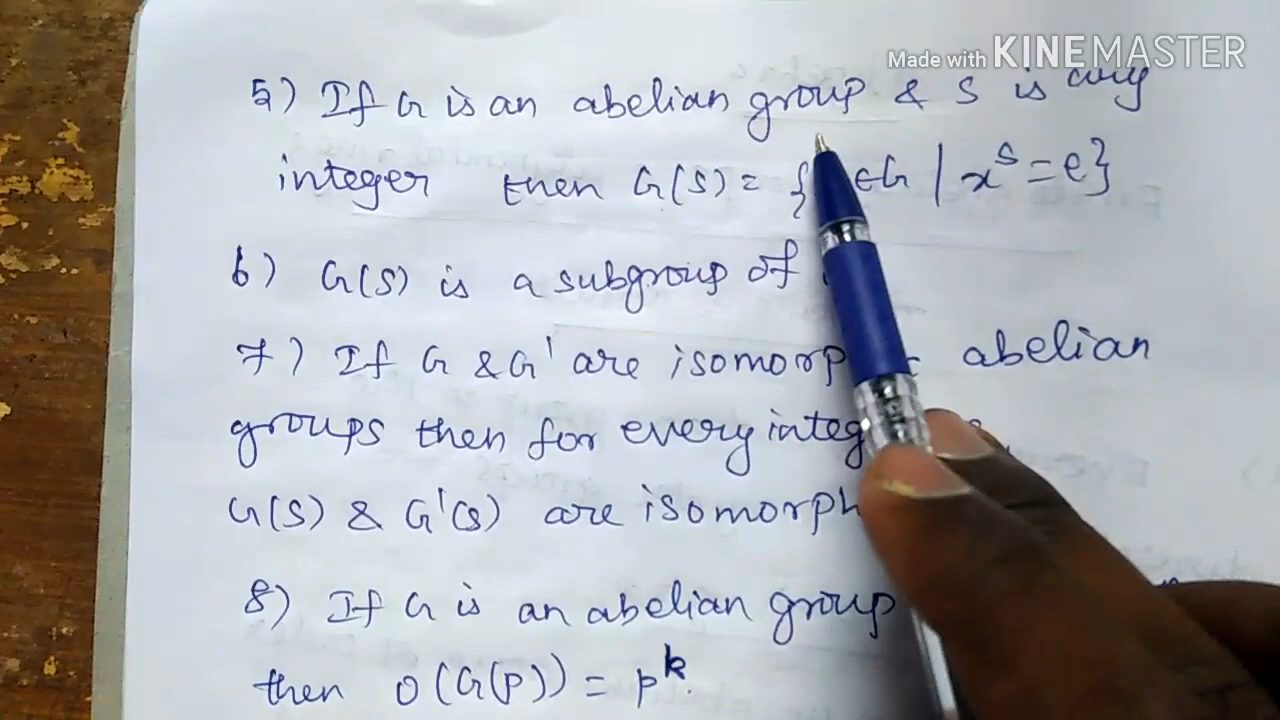 Made with KINEMASTER
5) If G is an abelian group & S is any
integer then G(S) = { ∈G | x^S = e}
6) G(S) is a subgroup of
7) If G & G' are isomorp abelian
groups then for every integ
G(S) & G'(S) are isomorph
8) If G is an abelian group
then O(G(P)) = p^k.